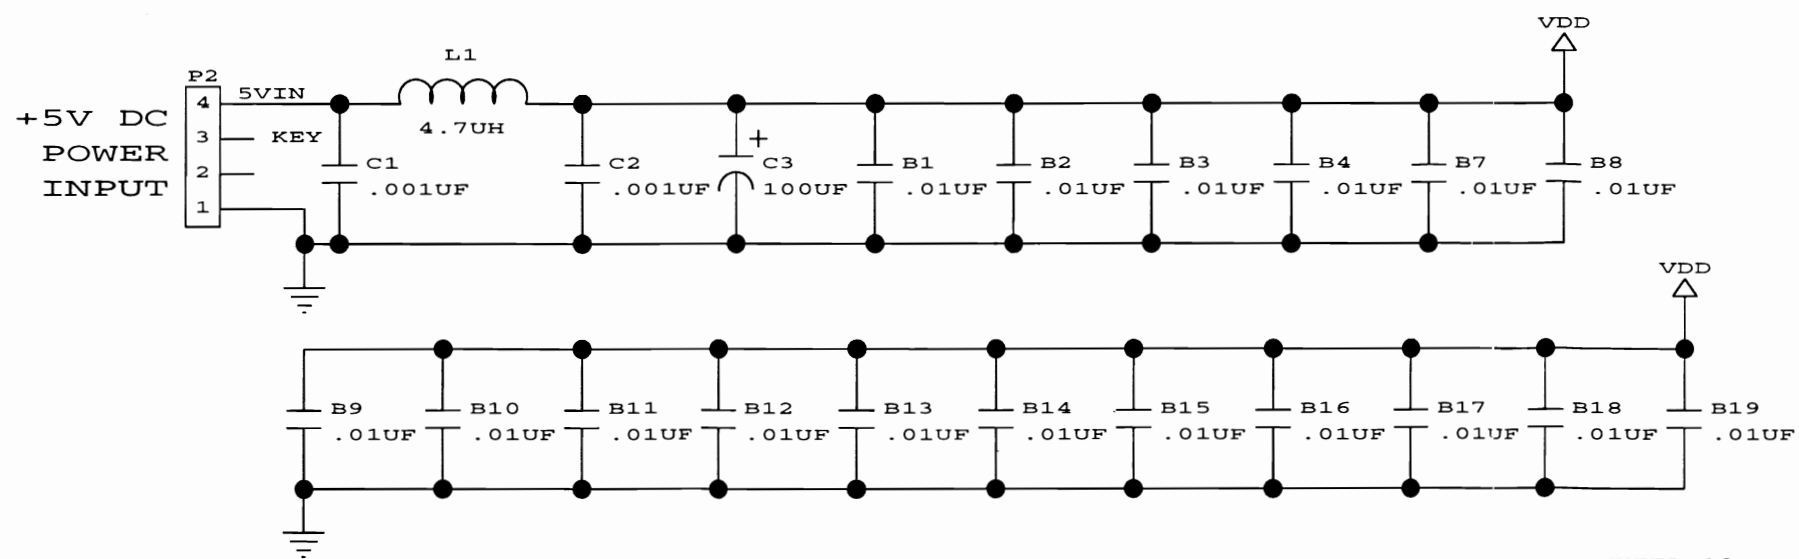 VDD
L1
P2
4 5VIN
+5V DC
POWER
INPUT
4.7UH
3 KEY
2
1
C1
.001UF
C2
.001UF
+
C3
100UF
B1
.01UF
B2
.01UF
B3
.01UF
B4
.01UF
B7
.01UF
B8
.01UF
VDD
B9
.01UF
B10
.01UF
B11
.01UF
B12
.01UF
B13
.01UF
B14
.01UF
B15
.01UF
B16
.01UF
B17
.01UF
B18
.01UF
B19
.01UF